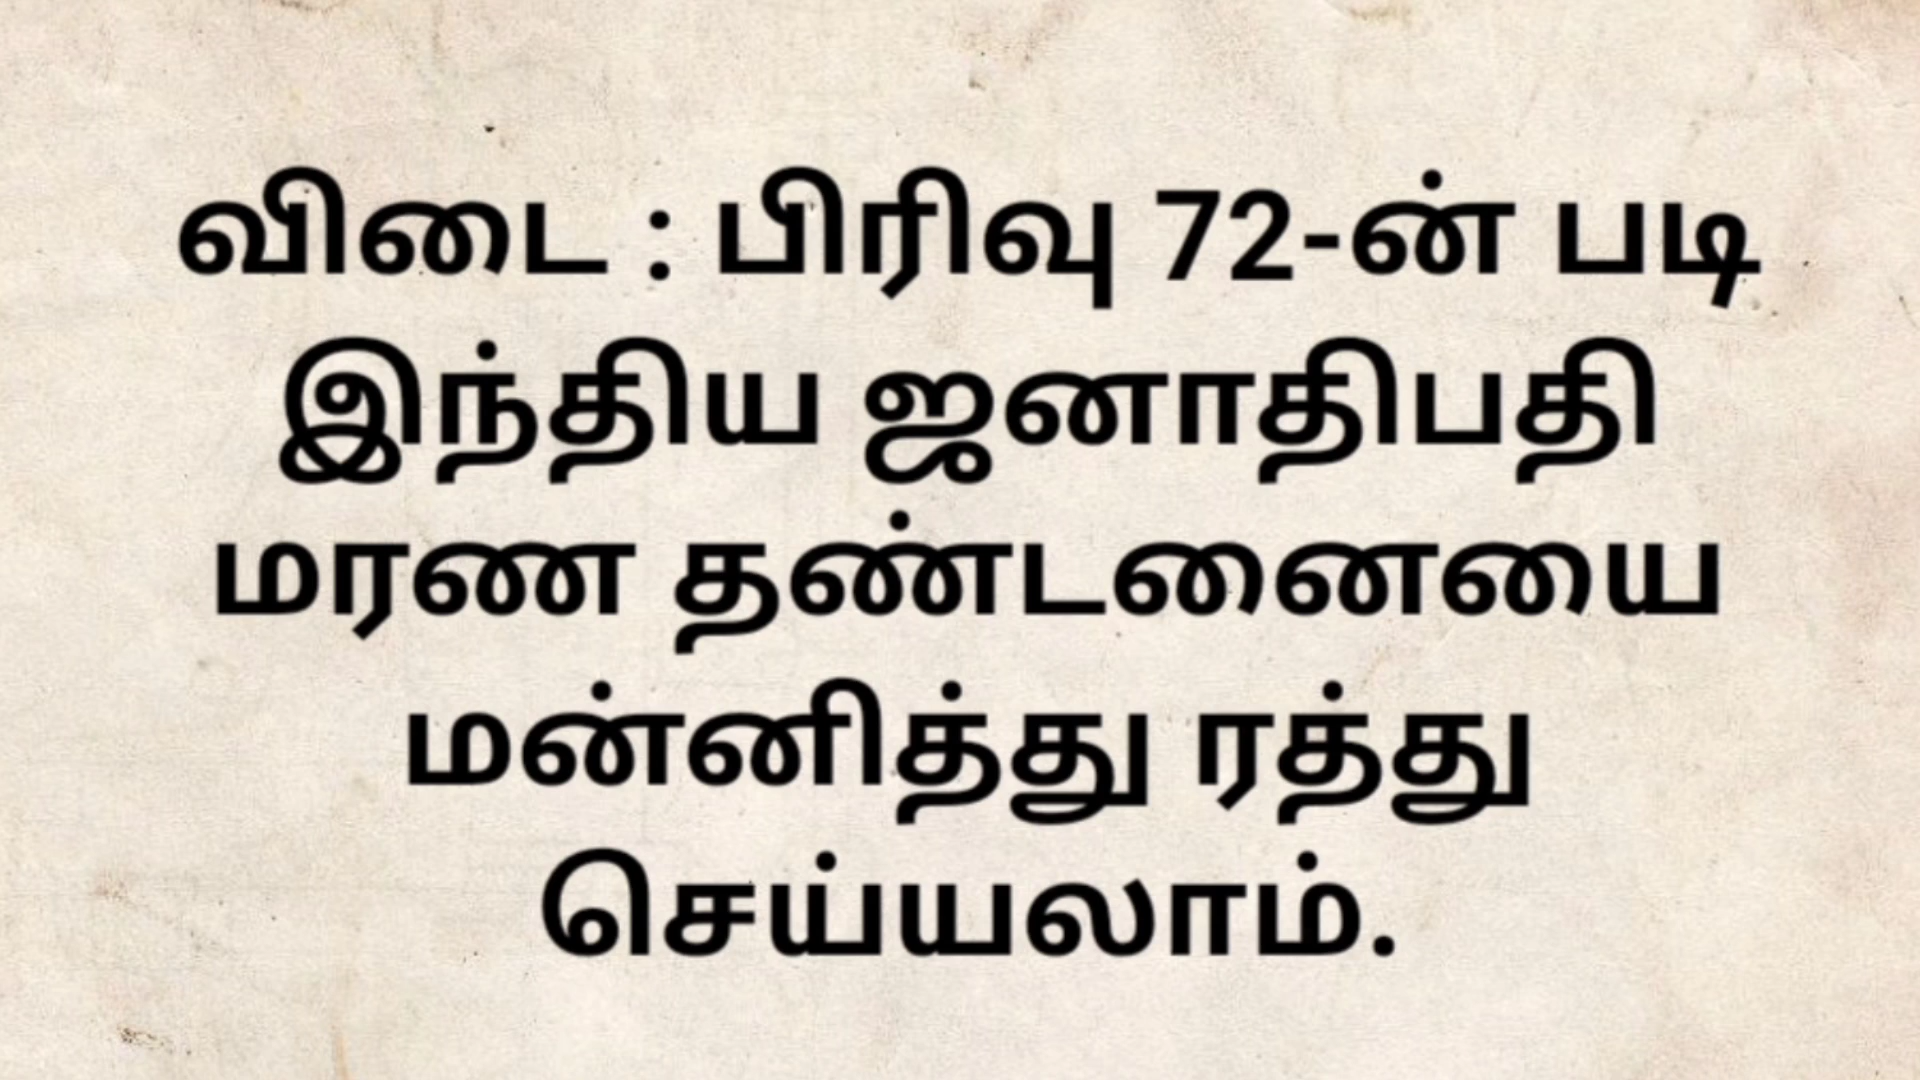 விடை : பிரிவு 72-ன் படி
இந்திய ஜனாதிபதி
மரண தண்டனையை
மன்னித்து ரத்து
செய்யலாம்.